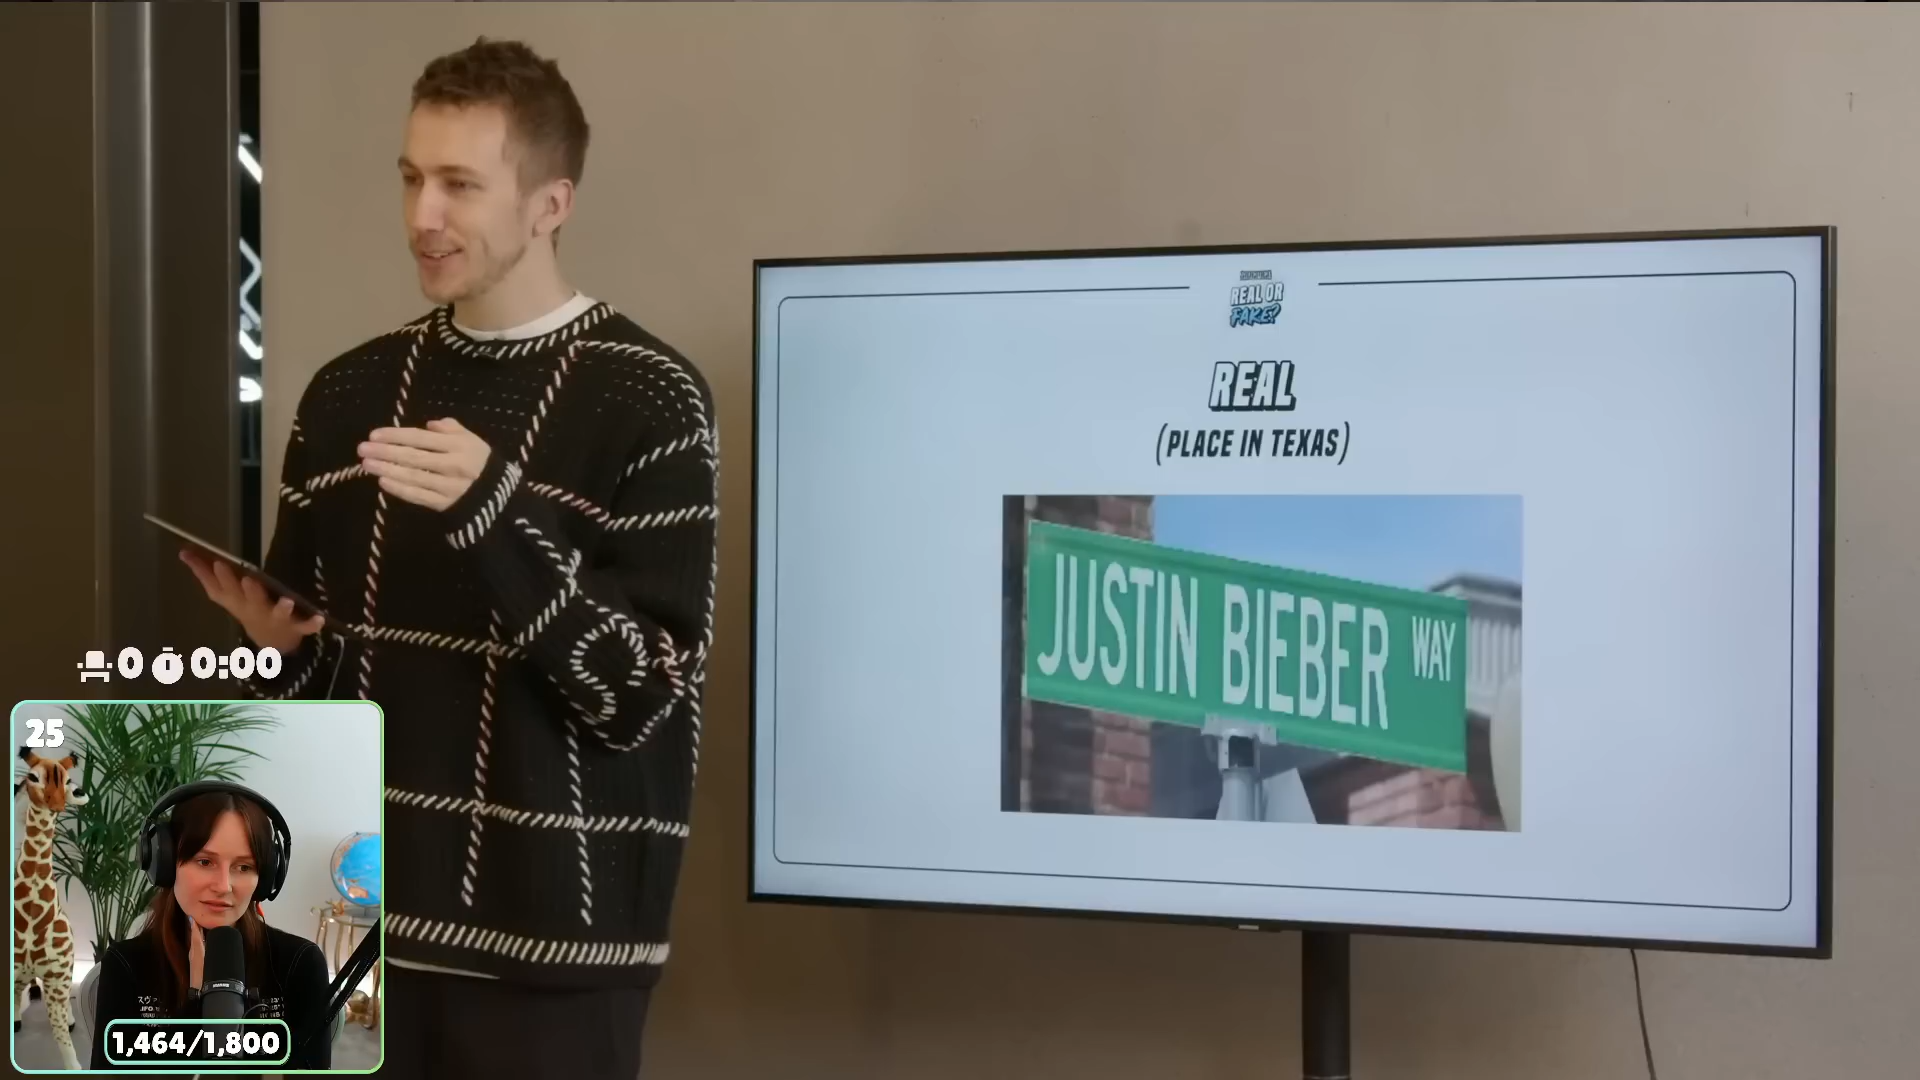 REAL OR
FAKE?
REAL
(PLACE IN TEXAS)
JUSTIN BIEBER WAY
0 0:00
25
1,464/1,800